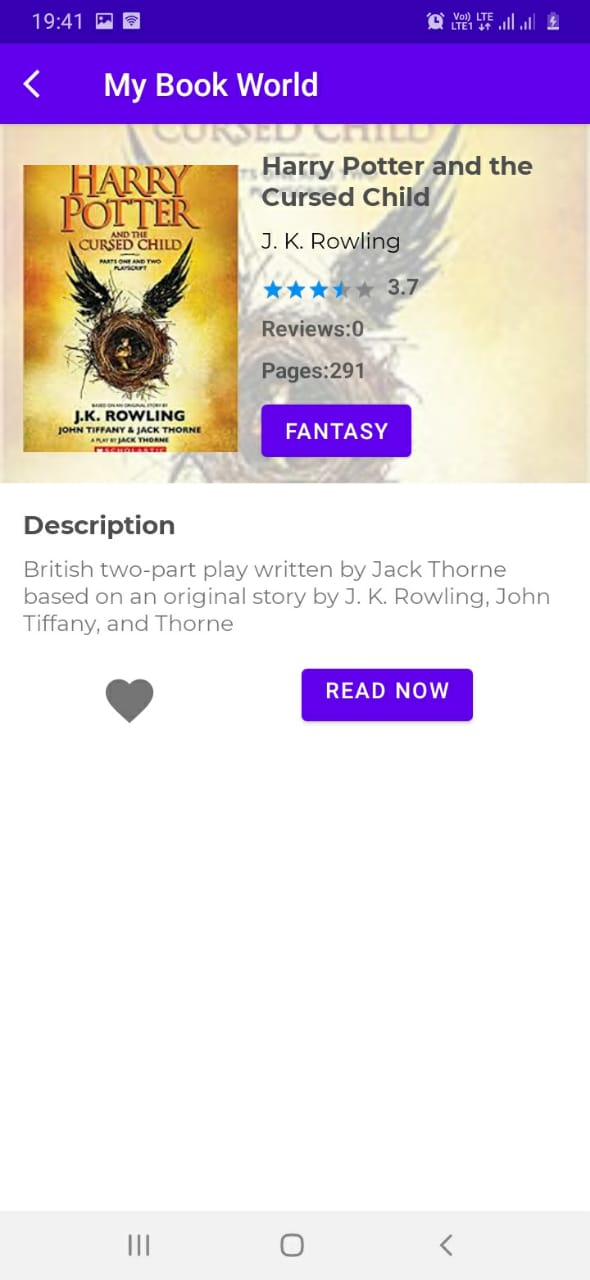 19:41
Vo)) LTE
LTE1
My Book World
CURSED CHILD
HARRY
POTTER
AND THE
CURSED CHILD
PARTS ONE AND TWO
PLAYSCRIPT
BASED ON AN ORIGINAL STORY BY
J.K. ROWLING
JOHN TIFFANY & JACK THORNE
A PLAY BY JACK THORNE
SCHOLASTIC
Harry Potter and the
Cursed Child
J. K. Rowling
3.7
Reviews:0
Pages:291
FANTASY
Description
British two-part play written by Jack Thorne
based on an original story by J. K. Rowling, John
Tiffany, and Thorne
READ NOW